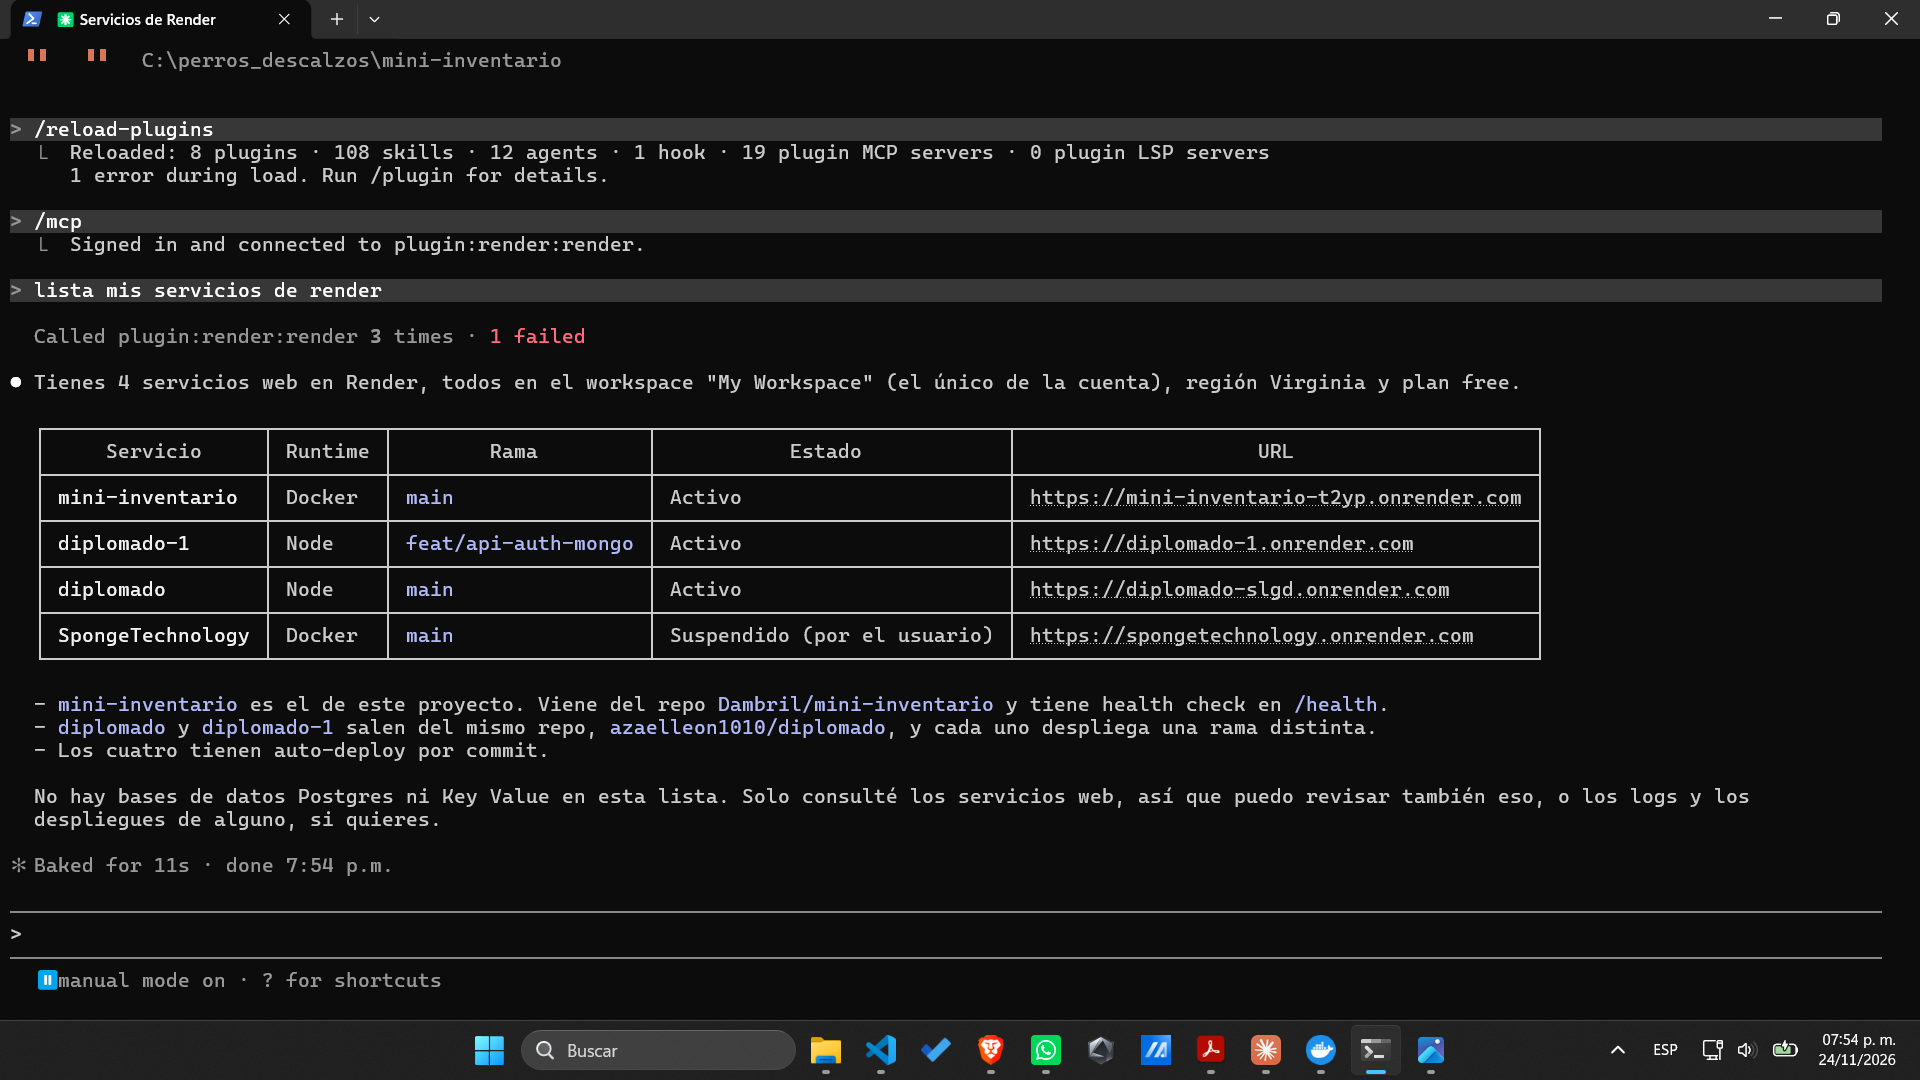 Servicios de Render
C:\perros_descalzos\mini-inventario
> /reload-plugins
└ Reloaded: 8 plugins · 108 skills · 12 agents · 1 hook · 19 plugin MCP servers · 0 plugin LSP servers
1 error during load. Run /plugin for details.
> /mcp
└ Signed in and connected to plugin:render:render.
> lista mis servicios de render
Called plugin:render:render 3 times · 1 failed
● Tienes 4 servicios web en Render, todos en el workspace "My Workspace" (el único de la cuenta), región Virginia y plan free.
Servicio Runtime Rama Estado URL
mini-inventario Docker main Activo https://mini-inventario-t2yp.onrender.com
diplomado-1 Node feat/api-auth-mongo Activo https://diplomado-1.onrender.com
diplomado Node main Activo https://diplomado-slgd.onrender.com
SpongeTechnology Docker main Suspendido (por el usuario) https://spongetechnology.onrender.com
- mini-inventario es el de este proyecto. Viene del repo Dambril/mini-inventario y tiene health check en /health.
- diplomado y diplomado-1 salen del mismo repo, azaelleon1010/diplomado, y cada uno despliega una rama distinta.
- Los cuatro tienen auto-deploy por commit.
No hay bases de datos Postgres ni Key Value en esta lista. Solo consulté los servicios web, así que puedo revisar también eso, o los logs y los
despliegues de alguno, si quieres.
✻ Baked for 11s · done 7:54 p.m.
>
manual mode on · ? for shortcuts
Buscar
ESP
07:54 p. m.
24/11/2026